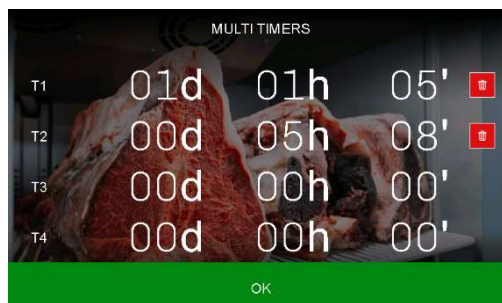 MULTI TIMERS
T1 01d 01h 05'
T2 00d 05h 08'
T3 00d 00h 00'
T4 00d 00h 00'
OK